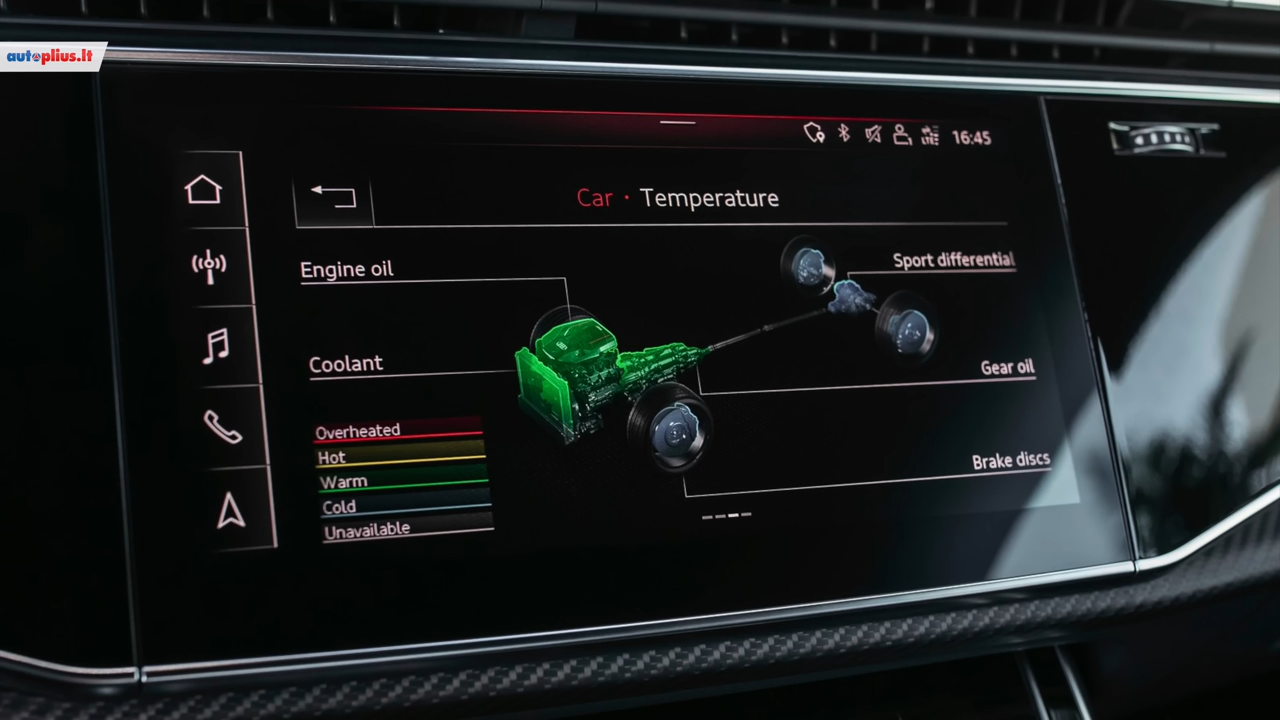 autoplius.lt
16:45
Car · Temperature
Engine oil
Sport differential
Coolant
Gear oil
Overheated
Hot
Warm
Cold
Unavailable
Brake discs